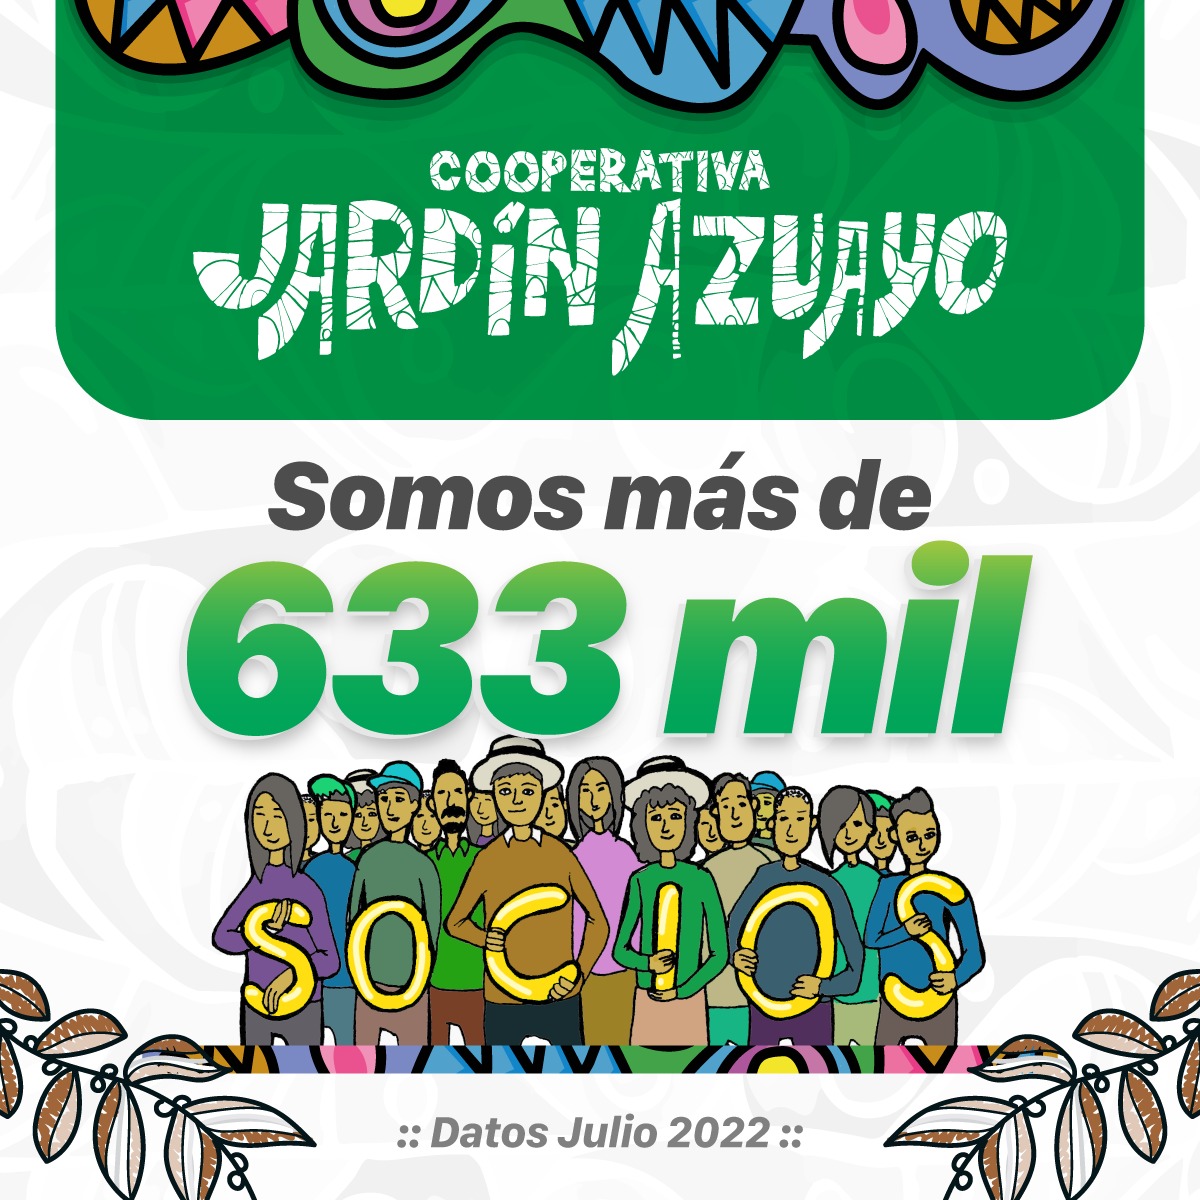 COOPERATIVA
JARDÍN AZUAYO
Somos más de
633 mil
SOCIOS
:: Datos Julio 2022 ::